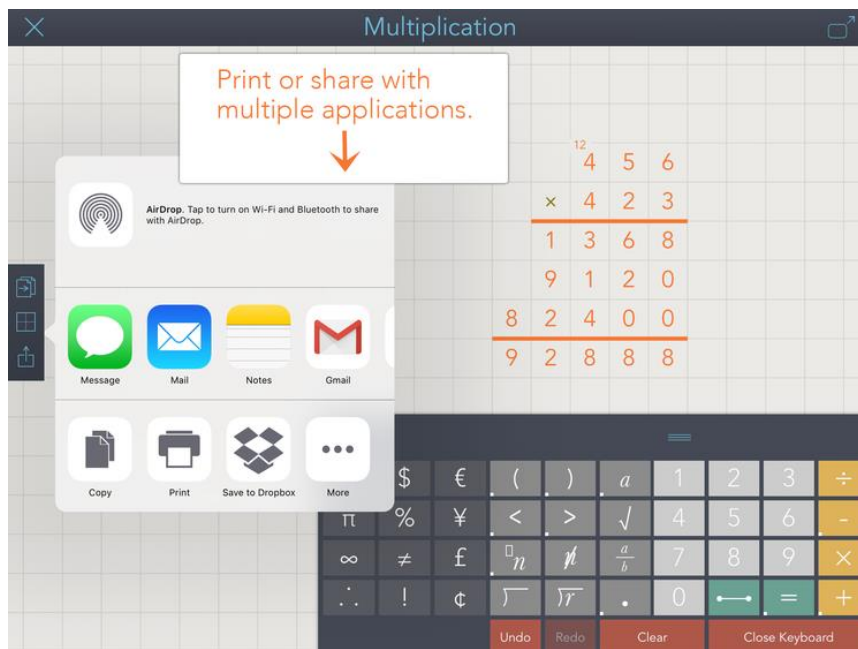 Multiplication
Print or share with
multiple applications.
AirDrop. Tap to turn on Wi-Fi and Bluetooth to share
with AirDrop.
Message Mail Notes Gmail
Copy Print Save to Dropbox More
12
4 5 6
× 4 2 3
1 3 6 8
9 1 2 0
8 2 4 0 0
9 2 8 8 8
$ € ( ) a 1 2 3 ÷
π % ¥ < > √ 4 5 6 -
∞ ≠ £ n n a/b 7 8 9 ×
∴ ! ¢ r . 0 = +
Undo Redo Clear Close Keyboard